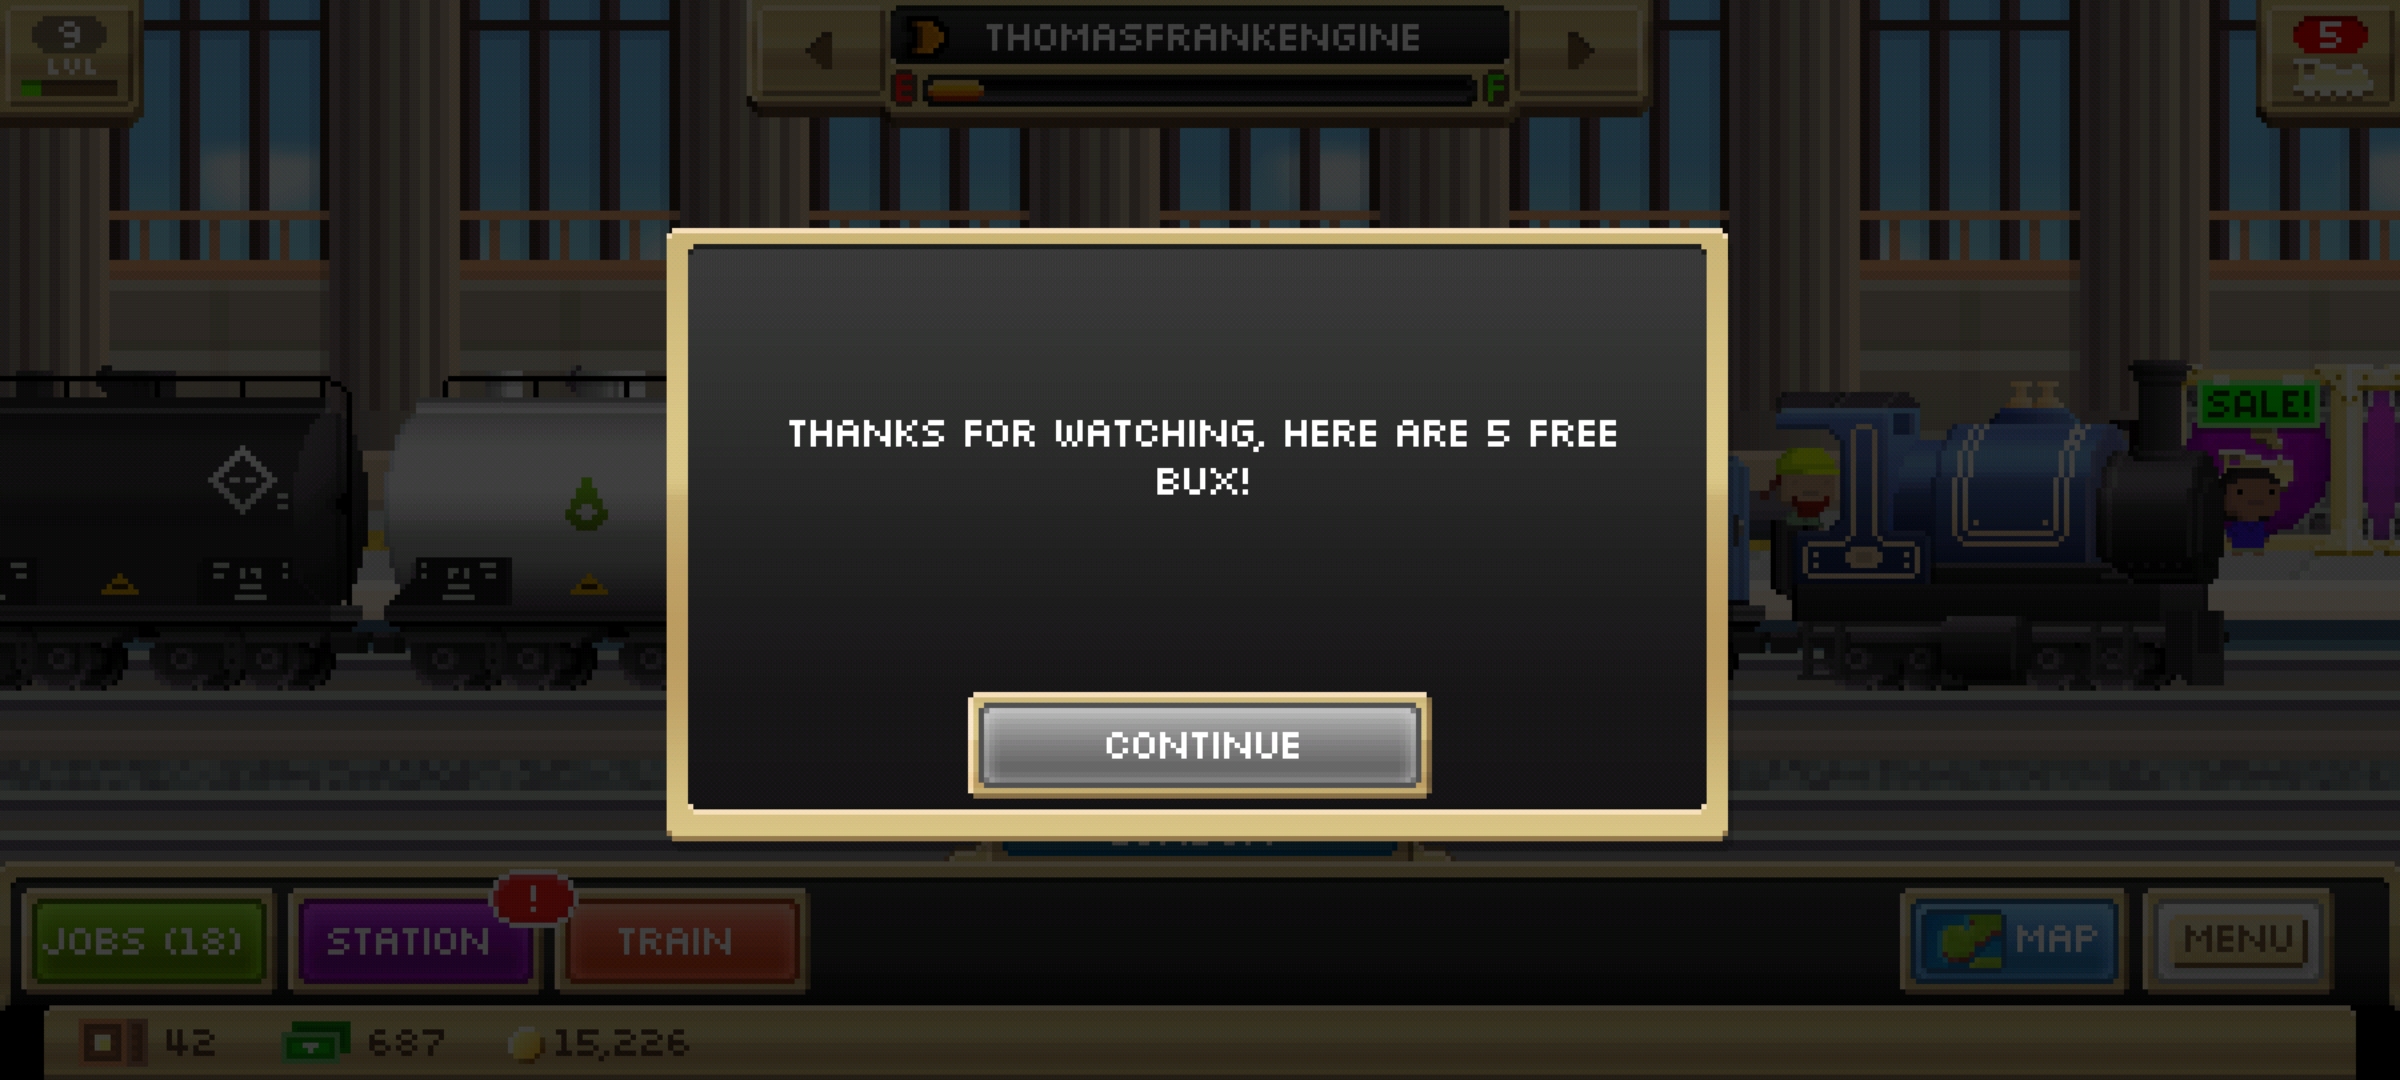 9
LVL
THOMASFRANKENGINE
E
F
5
SALE!
THANKS FOR WATCHING, HERE ARE 5 FREE
BUX!
CONTINUE
JOBS (18)
STATION
!
TRAIN
MAP
MENU
42
687
15,226